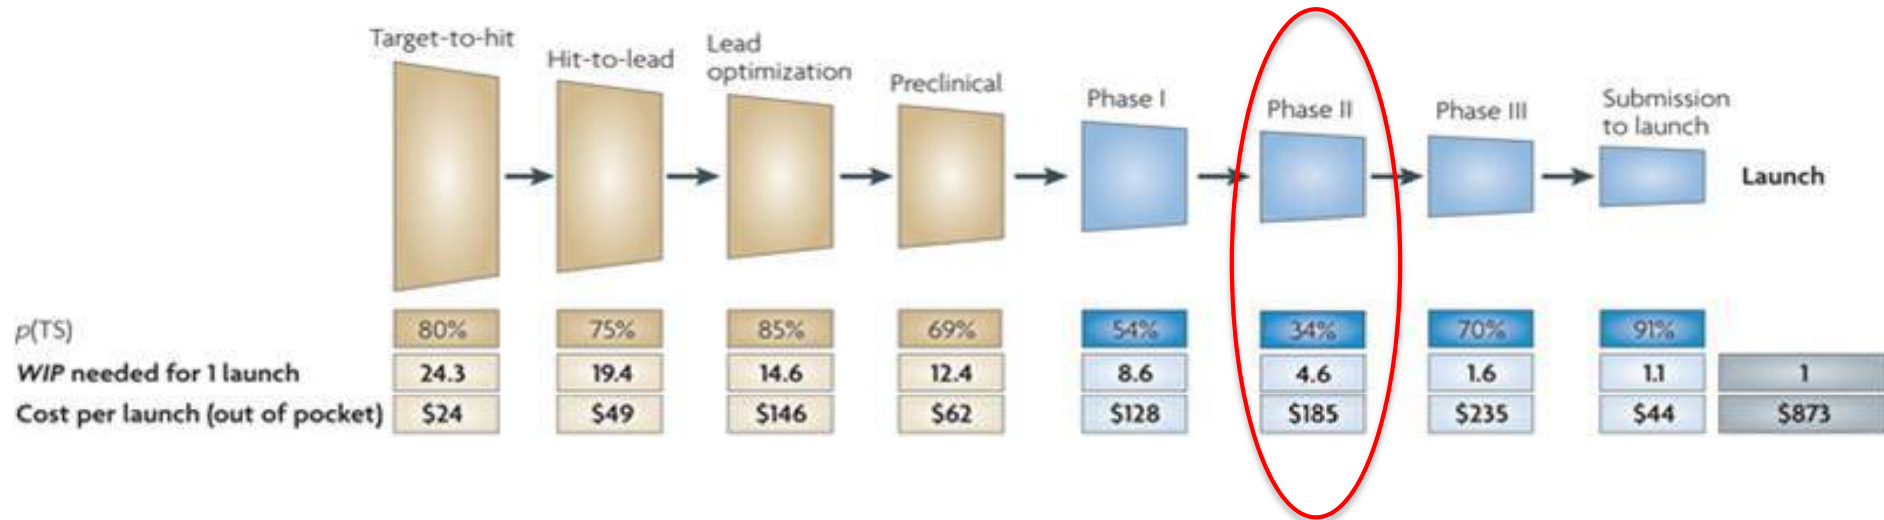 Target-to-hit
Hit-to-lead
Lead
optimization
Preclinical
Phase I
Phase II
Phase III
Submission
to launch
Launch
p(TS) 80% 75% 85% 69% 54% 34% 70% 91%
WIP needed for 1 launch 24.3 19.4 14.6 12.4 8.6 4.6 1.6 1.1 1
Cost per launch (out of pocket) $24 $49 $146 $62 $128 $185 $235 $44 $873